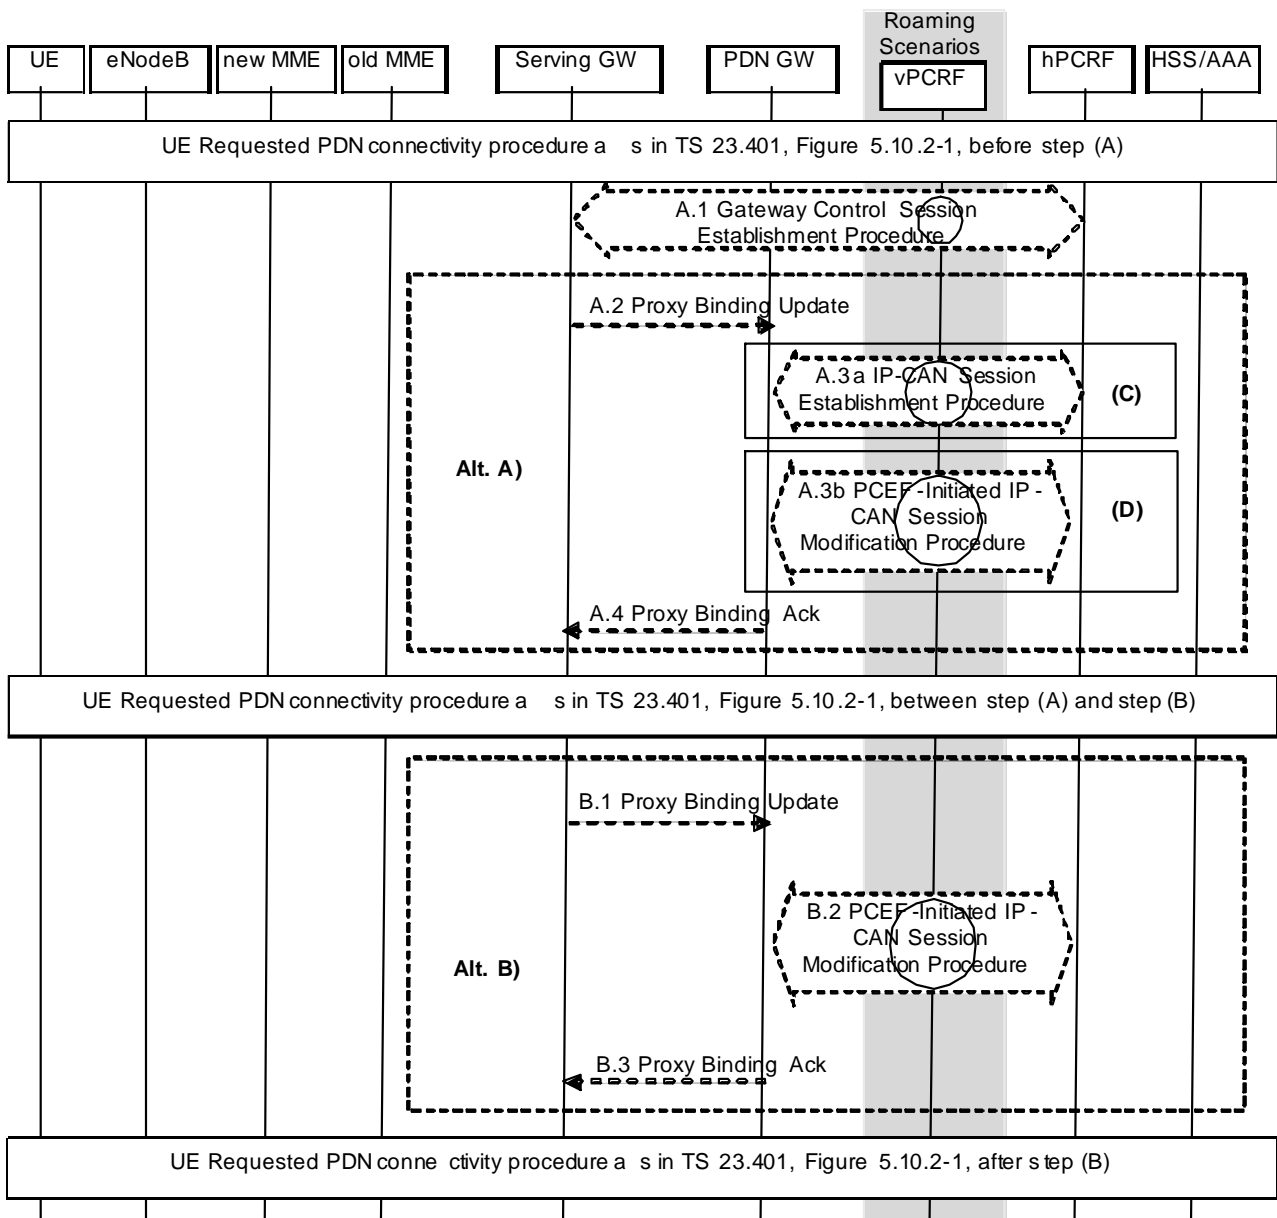 Roaming
Scenarios
UE
eNodeB
new MME
old MME
Serving GW
PDN GW
vPCRF
hPCRF
HSS/AAA
UE Requested PDN connectivity procedure a s in TS 23.401, Figure 5.10.2-1, before step (A)
A.1 Gateway Control Session
Establishment Procedure
A.2 Proxy Binding Update
A.3a IP-CAN Session
Establishment Procedure
(C)
Alt. A)
A.3b PCEF-Initiated IP-
CAN Session
Modification Procedure
(D)
A.4 Proxy Binding Ack
UE Requested PDN connectivity procedure a s in TS 23.401, Figure 5.10.2-1, between step (A) and step (B)
B.1 Proxy Binding Update
B.2 PCEF-Initiated IP-
CAN Session
Modification Procedure
Alt. B)
B.3 Proxy Binding Ack
UE Requested PDN conne ctivity procedure a s in TS 23.401, Figure 5.10.2-1, after step (B)